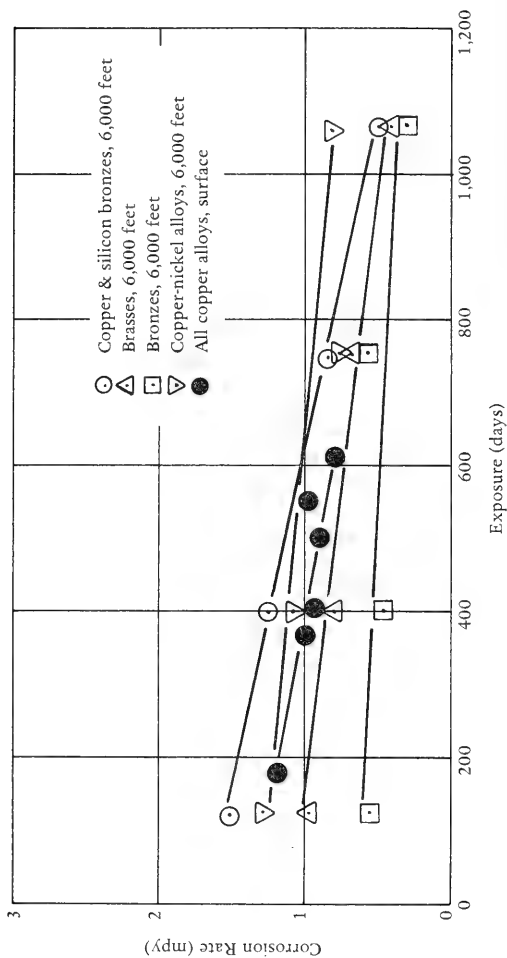 3
2
1
0
Corrosion Rate (mpy)
Copper & silicon bronzes, 6,000 feet
Brasses, 6,000 feet
Bronzes, 6,000 feet
Copper-nickel alloys, 6,000 feet
All copper alloys, surface
0
200
400
600
800
1,000
1,200
Exposure (days)